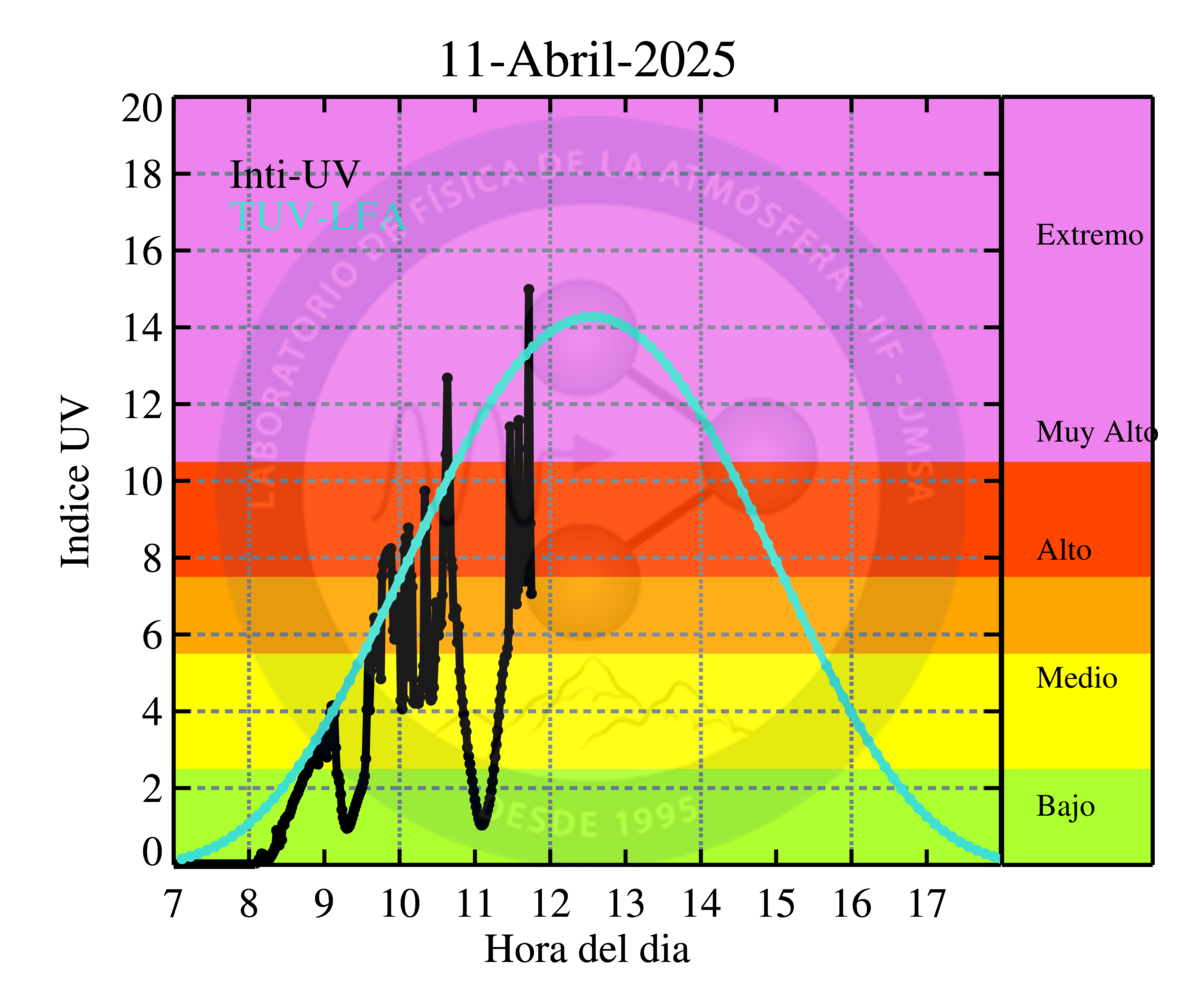 11-Abril-2025
20
18
16
14
12
10
8
6
4
2
0
Indice UV
Inti-UV
TUV-LFA
LABORATORIO DE FÍSICA DE LA ATMÓSFERA - IIF - UMSA
DESDE 1995
Extremo
Muy Alto
Alto
Medio
Bajo
7 8 9 10 11 12 13 14 15 16 17
Hora del dia